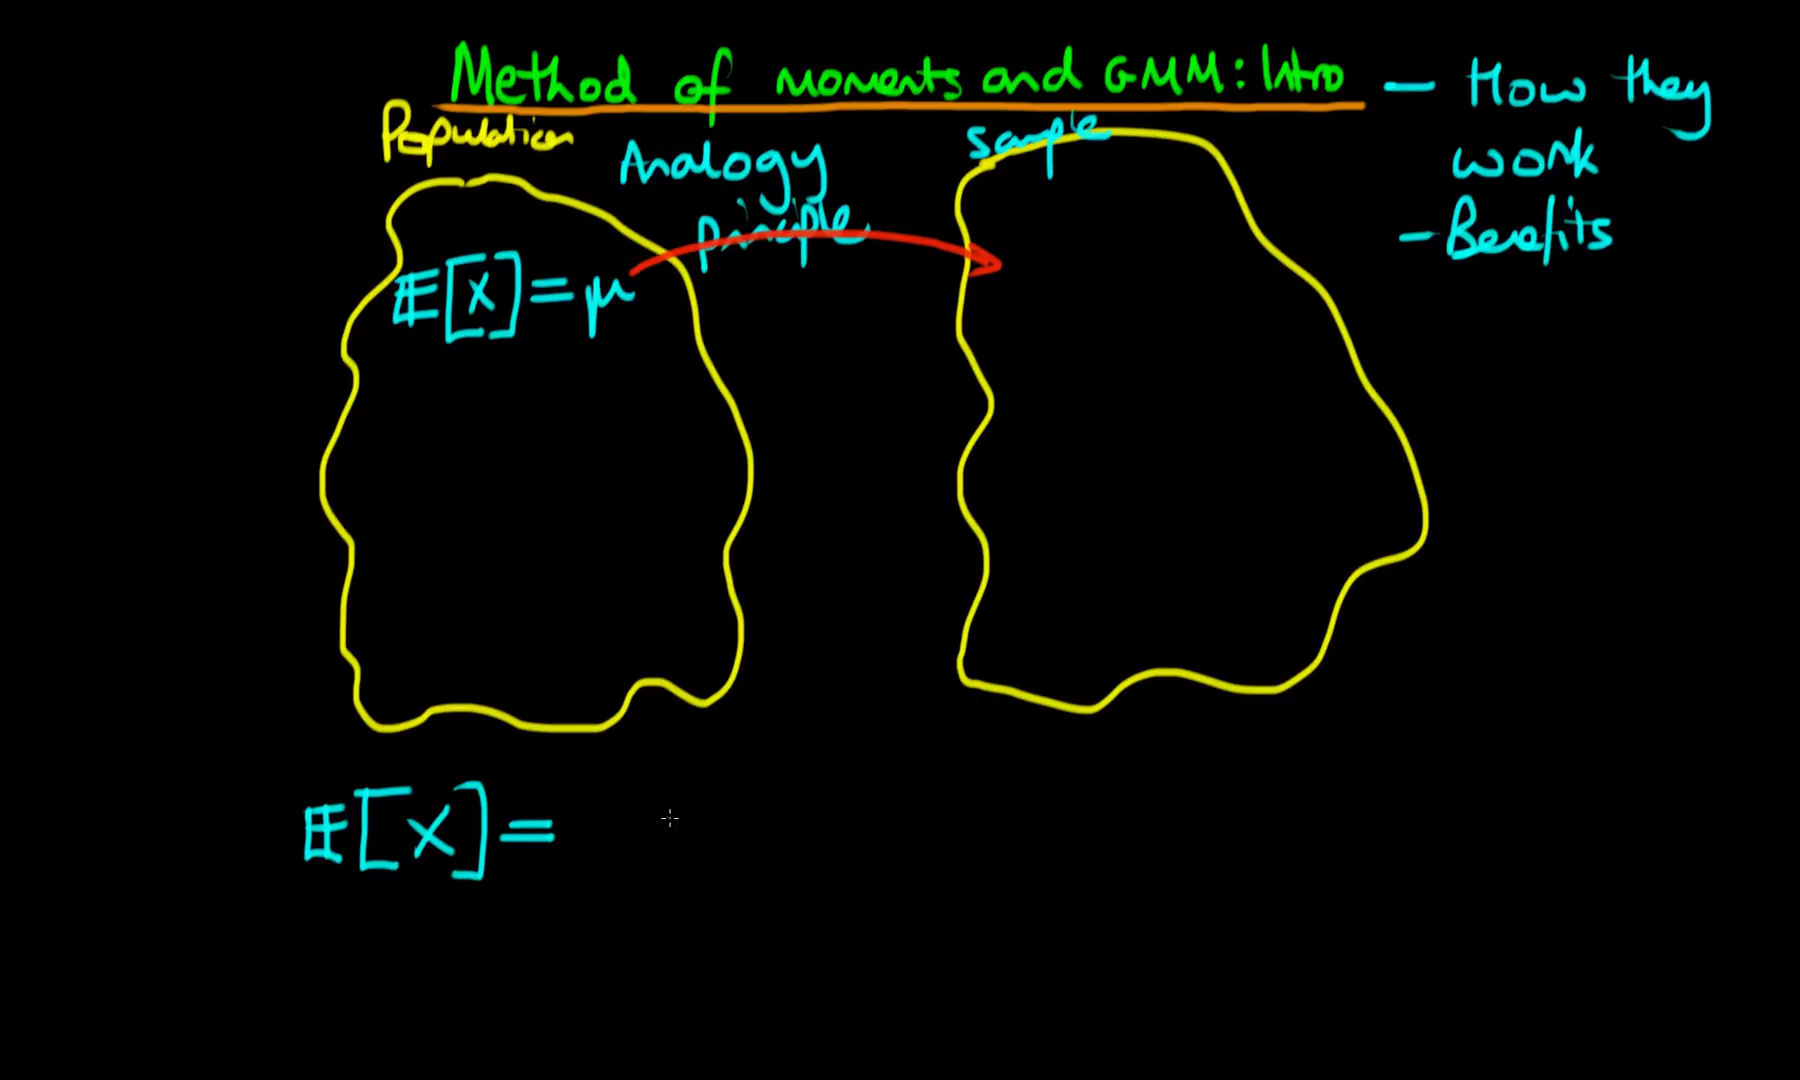 Method of moments and GMM: Intro
- How they
work
- Benefits
Population
Analogy
principle
sample
E[X] = μ
E[X] =